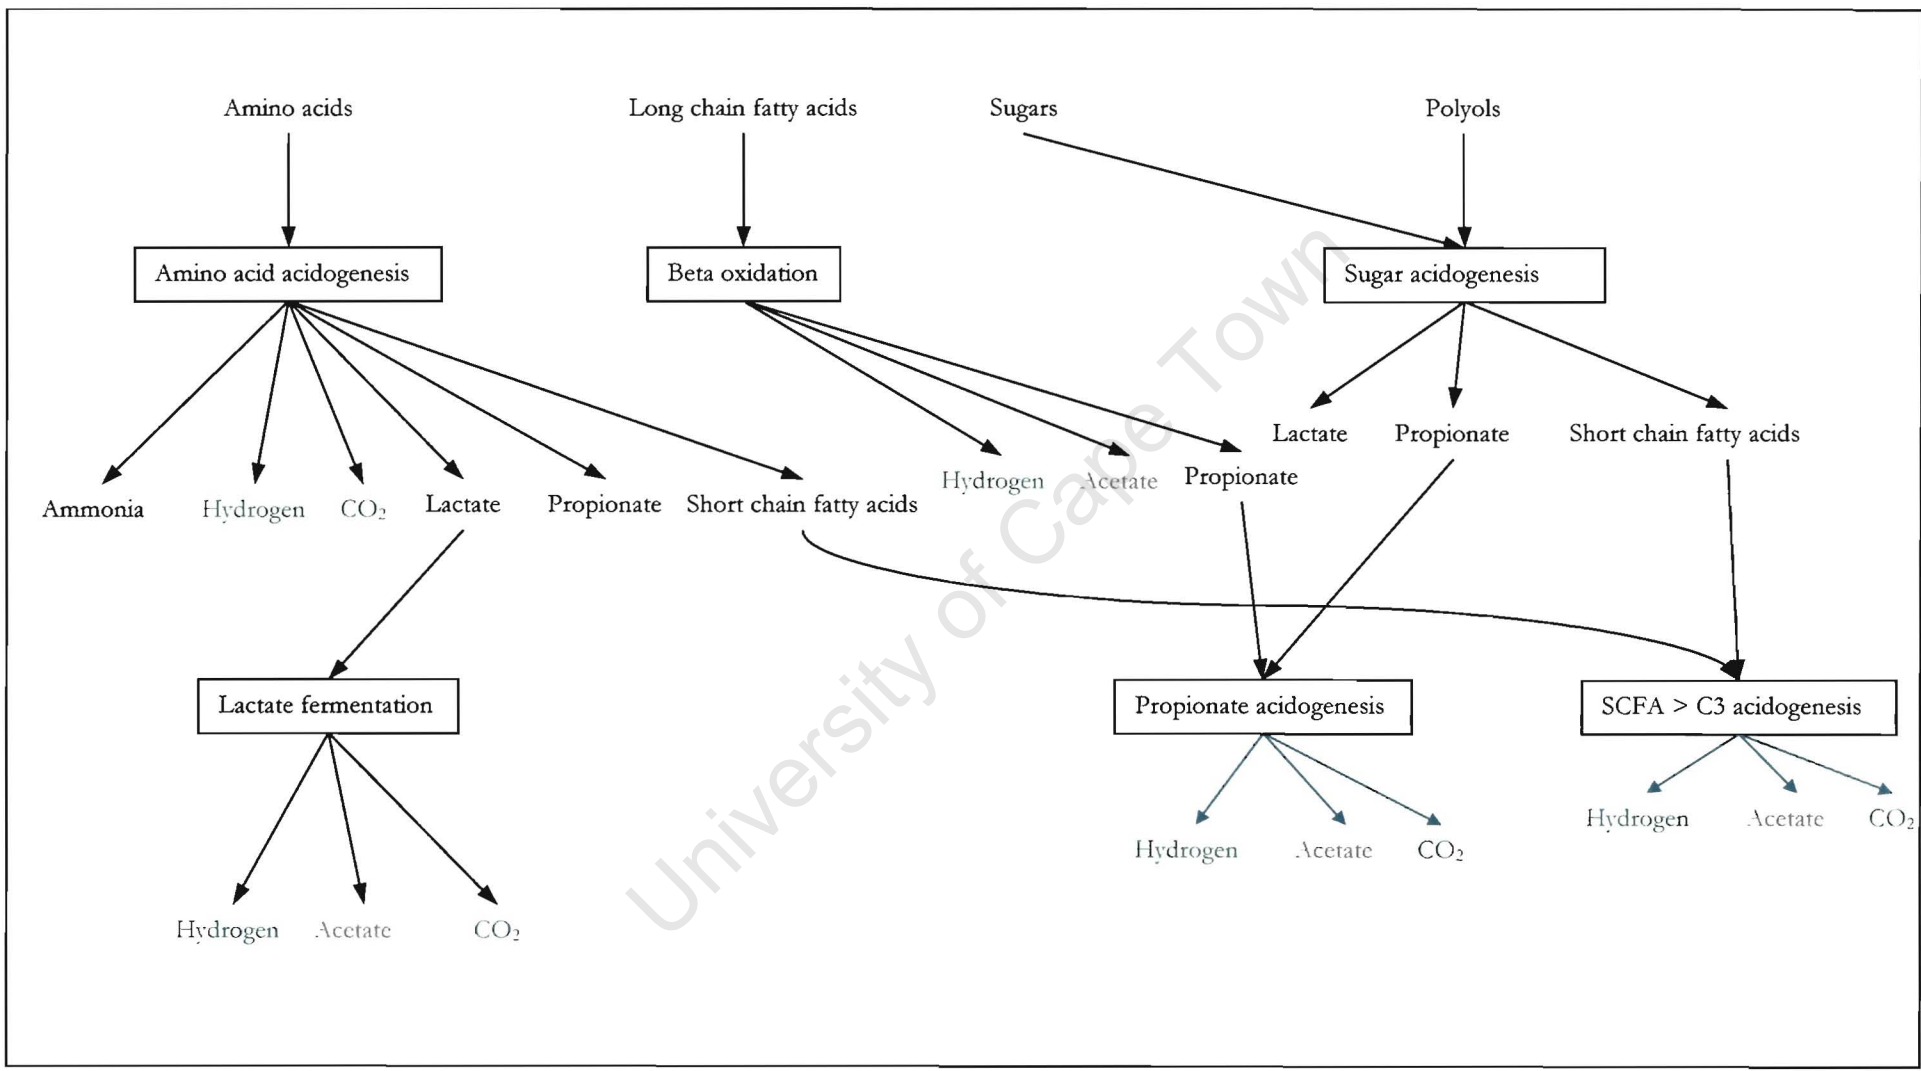 Amino acids
Long chain fatty acids
Sugars
Polyols
Amino acid acidogenesis
Beta oxidation
Sugar acidogenesis
Lactate
Propionate
Short chain fatty acids
Hydrogen
Acetate
Propionate
Ammonia
Hydrogen
CO₂
Lactate
Propionate
Short chain fatty acids
Lactate fermentation
Propionate acidogenesis
SCFA > C3 acidogenesis
Hydrogen
Acetate
CO₂
Hydrogen
Acetate
CO₂
Hydrogen
Acetate
CO₂
University of Cape Town